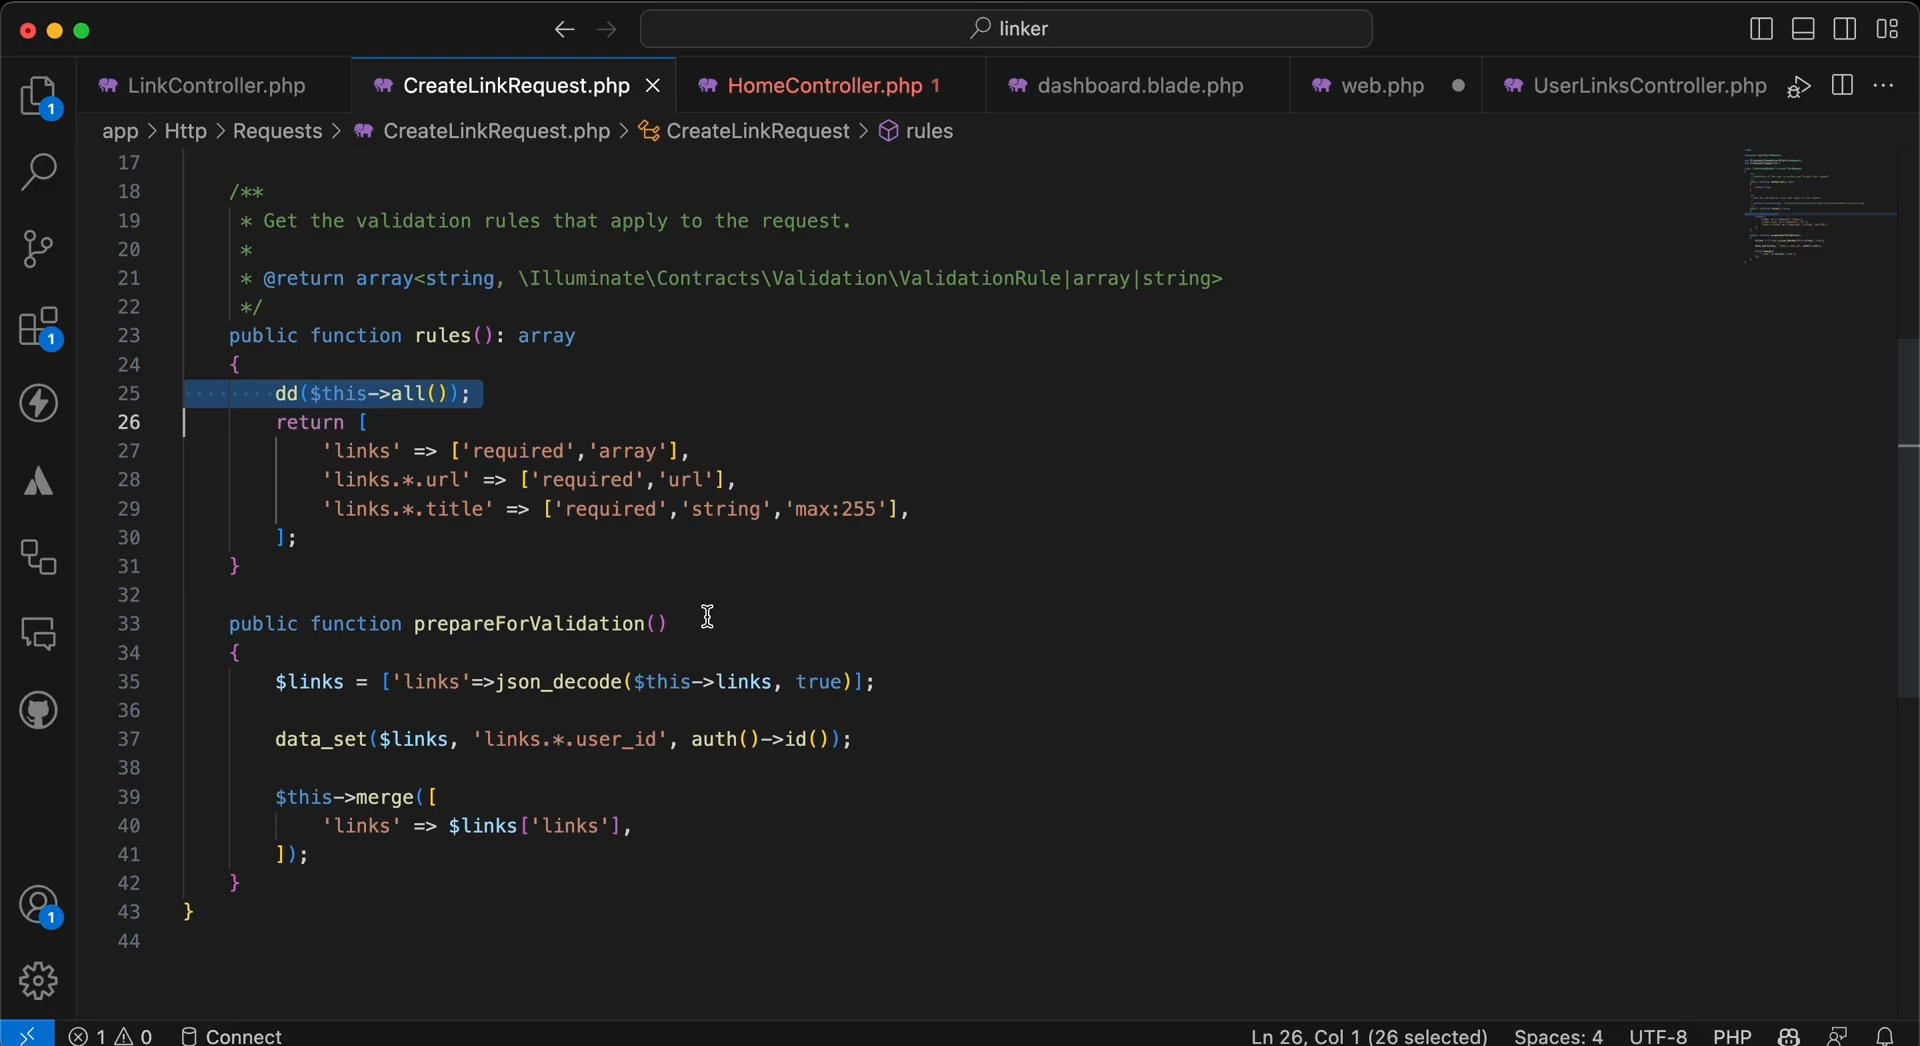 linker
LinkController.php
CreateLinkRequest.php
HomeController.php 1
dashboard.blade.php
web.php
UserLinksController.php
app > Http > Requests > CreateLinkRequest.php > CreateLinkRequest > rules
17
18 /**
19 * Get the validation rules that apply to the request.
20 *
21 * @return array<string, \Illuminate\Contracts\Validation\ValidationRule|array|string>
22 */
23 public function rules(): array
24 {
25 dd($this->all());
26 return [
27 'links' => ['required','array'],
28 'links.*.url' => ['required','url'],
29 'links.*.title' => ['required','string','max:255'],
30 ];
31 }
32
33 public function prepareForValidation()
34 {
35 $links = ['links'=>json_decode($this->links, true)];
36
37 data_set($links, 'links.*.user_id', auth()->id());
38
39 $this->merge([
40 'links' => $links['links'],
41 ]);
42 }
43 }
44
1
1
1
1 0 Connect
Ln 26, Col 1 (26 selected) Spaces: 4 UTF-8 PHP